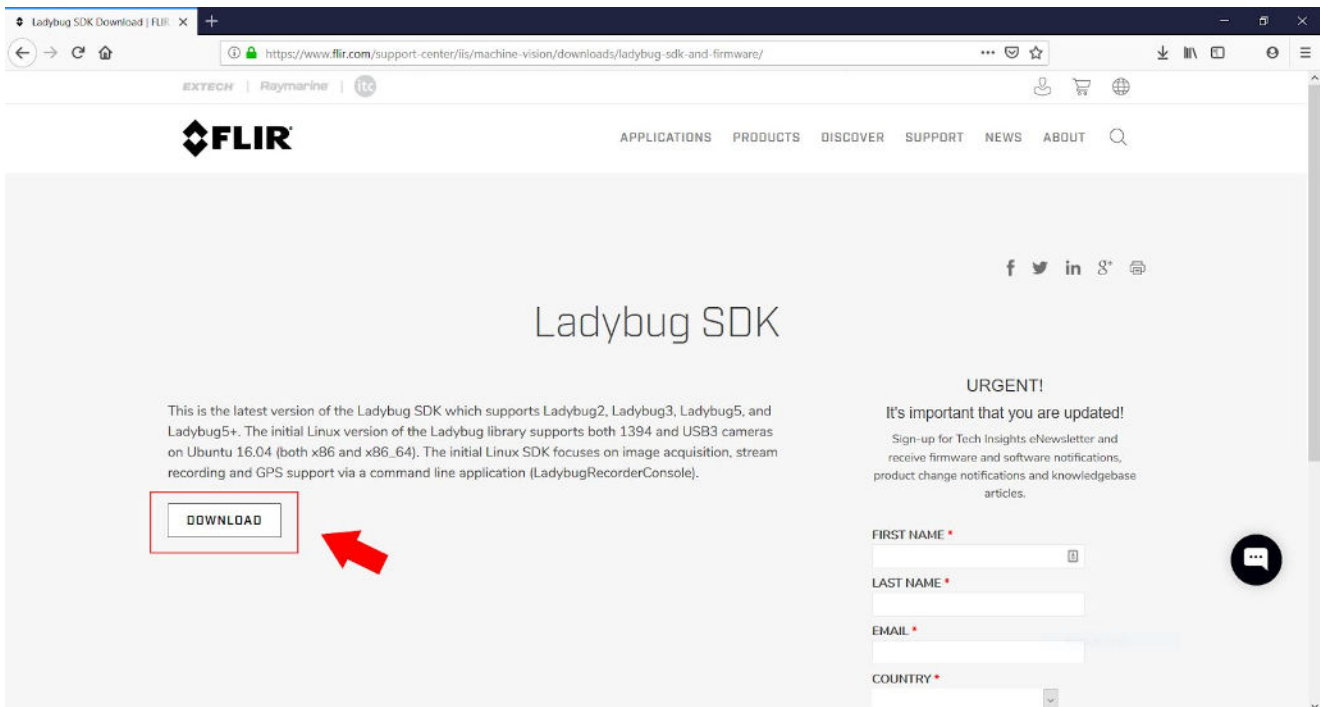 Ladybug SDK Download | FLIR
https://www.flir.com/support-center/iis/machine-vision/downloads/ladybug-sdk-and-firmware/
EXTECH | Raymarine | itc
FLIR
APPLICATIONS PRODUCTS DISCOVER SUPPORT NEWS ABOUT
f in g+
Ladybug SDK
This is the latest version of the Ladybug SDK which supports Ladybug2, Ladybug3, Ladybug5, and
Ladybug5+. The initial Linux version of the Ladybug library supports both 1394 and USB3 cameras
on Ubuntu 16.04 (both x86 and x86_64). The initial Linux SDK focuses on image acquisition, stream
recording and GPS support via a command line application (LadybugRecorderConsole).
DOWNLOAD
URGENT!
It's important that you are updated!
Sign-up for Tech Insights eNewsletter and
receive firmware and software notifications,
product change notifications and knowledgebase
articles.
FIRST NAME *
LAST NAME *
EMAIL *
COUNTRY *